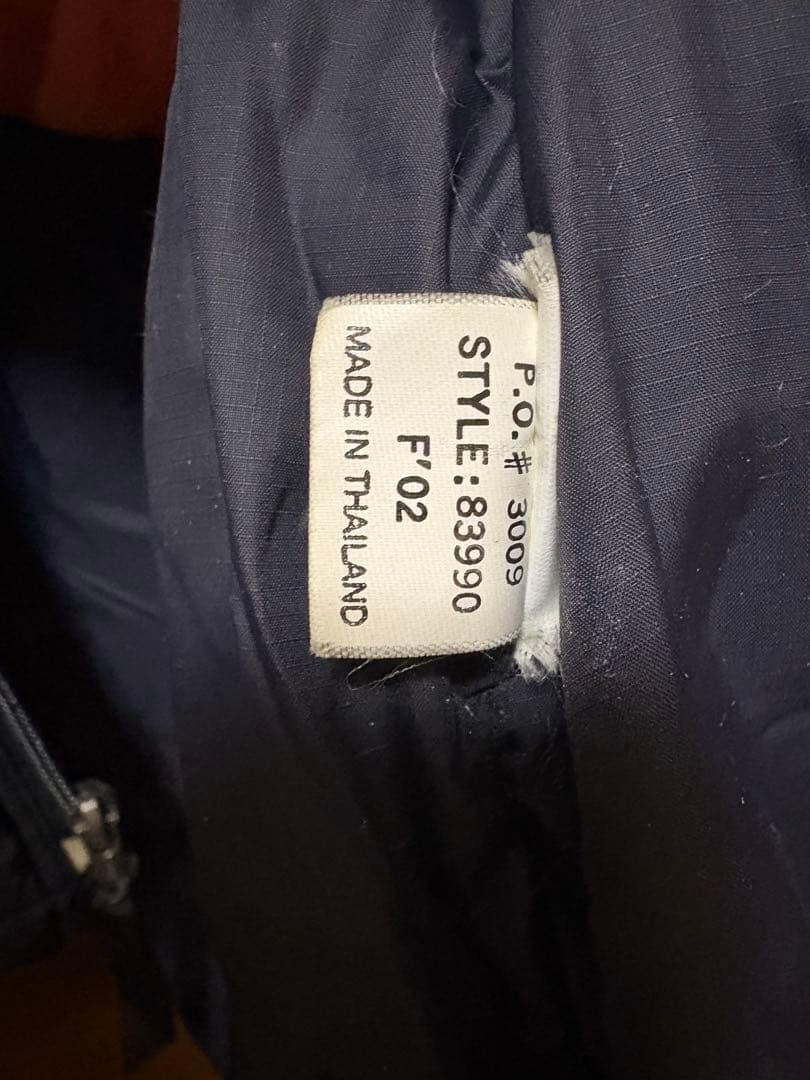 P.O.# 3009
STYLE:83990
F'02
MADE IN THAILAND